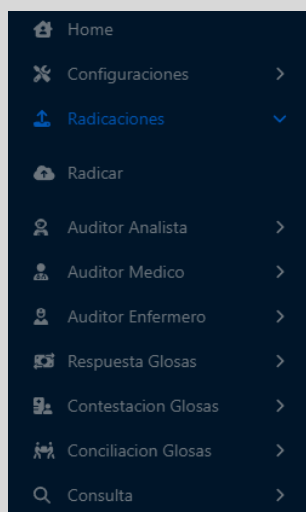 Home
Configuraciones
Radicaciones
Radicar
Auditor Analista
Auditor Medico
Auditor Enfermero
Respuesta Glosas
Contestacion Glosas
Conciliacion Glosas
Consulta